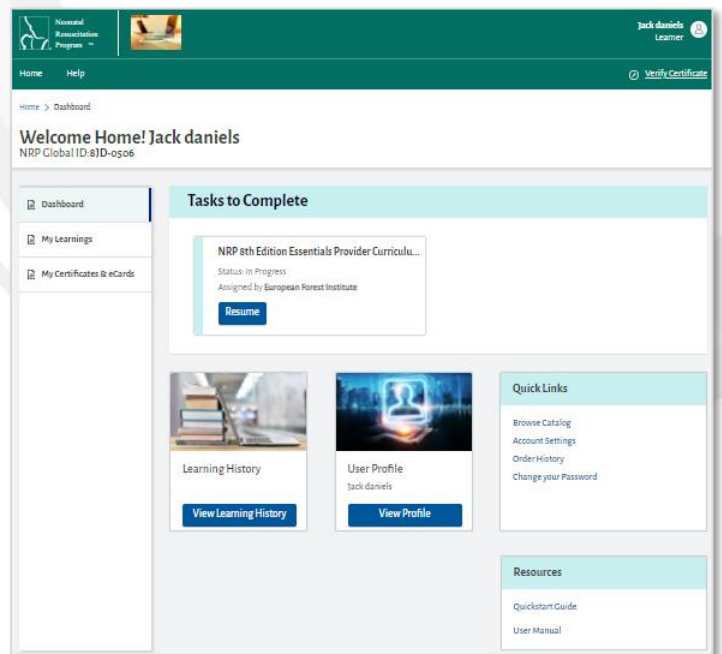 Neonatal
Resuscitation
Program ™
Jack daniels
Learner
Home Help
Verify Certificate
Home > Dashboard
Welcome Home! Jack daniels
NRP Global ID:8JD-0506
Dashboard
My Learnings
My Certificates & eCards
Tasks to Complete
NRP 8th Edition Essentials Provider Curriculu...
Status: In Progress
Assigned by European Forest Institute
Resume
Learning History
View Learning History
User Profile
Jack daniels
View Profile
Quick Links
Browse Catalog
Account Settings
Order History
Change your Password
Resources
Quickstart Guide
User Manual